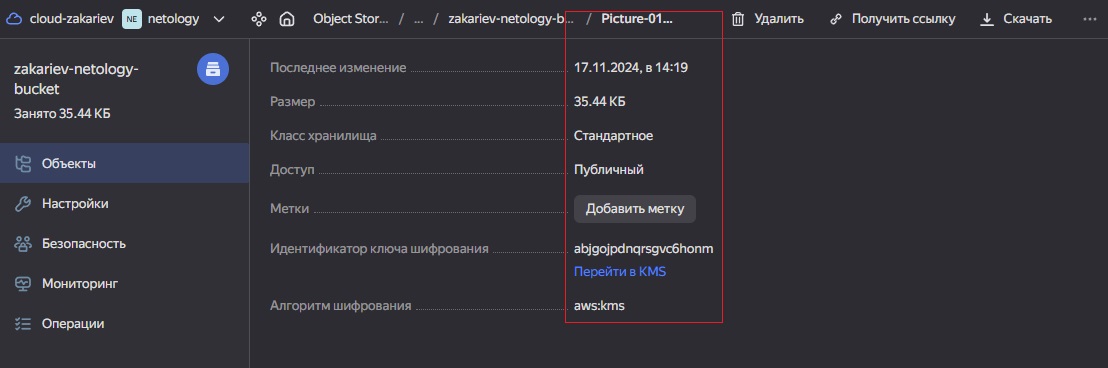 cloud-zakariev NE netology Object Stor... / ... / zakariev-netology-b... / Picture-01... Удалить Получить ссылку Скачать ...
zakariev-netology-
bucket
Занято 35.44 КБ
Объекты
Настройки
Безопасность
Мониторинг
Операции
Последнее изменение 17.11.2024, в 14:19
Размер 35.44 КБ
Класс хранилища Стандартное
Доступ Публичный
Метки Добавить метку
Идентификатор ключа шифрования abjgojpdnqrsgvc6honm
Перейти в KMS
Алгоритм шифрования aws:kms